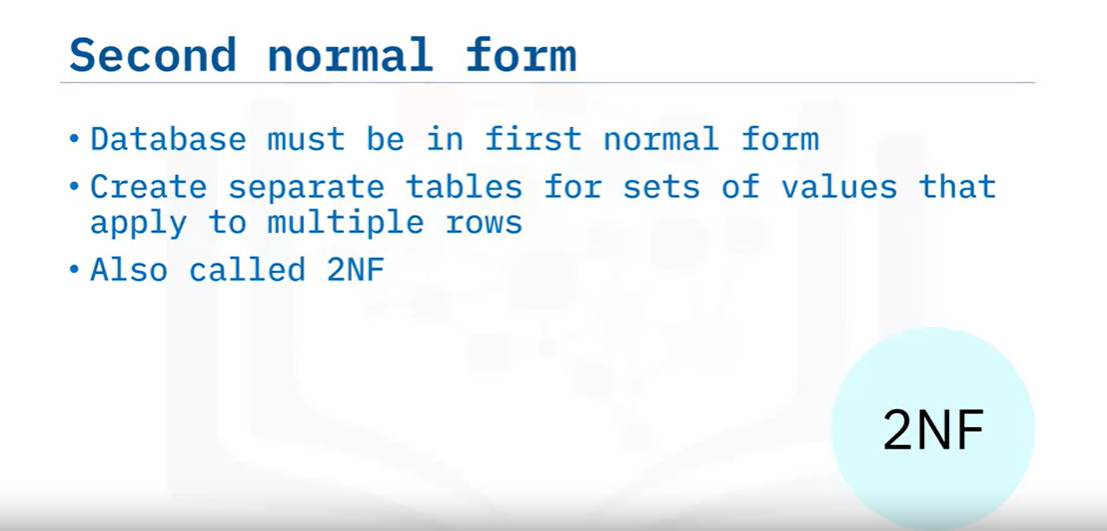 Second normal form
• Database must be in first normal form
• Create separate tables for sets of values that
apply to multiple rows
• Also called 2NF
2NF